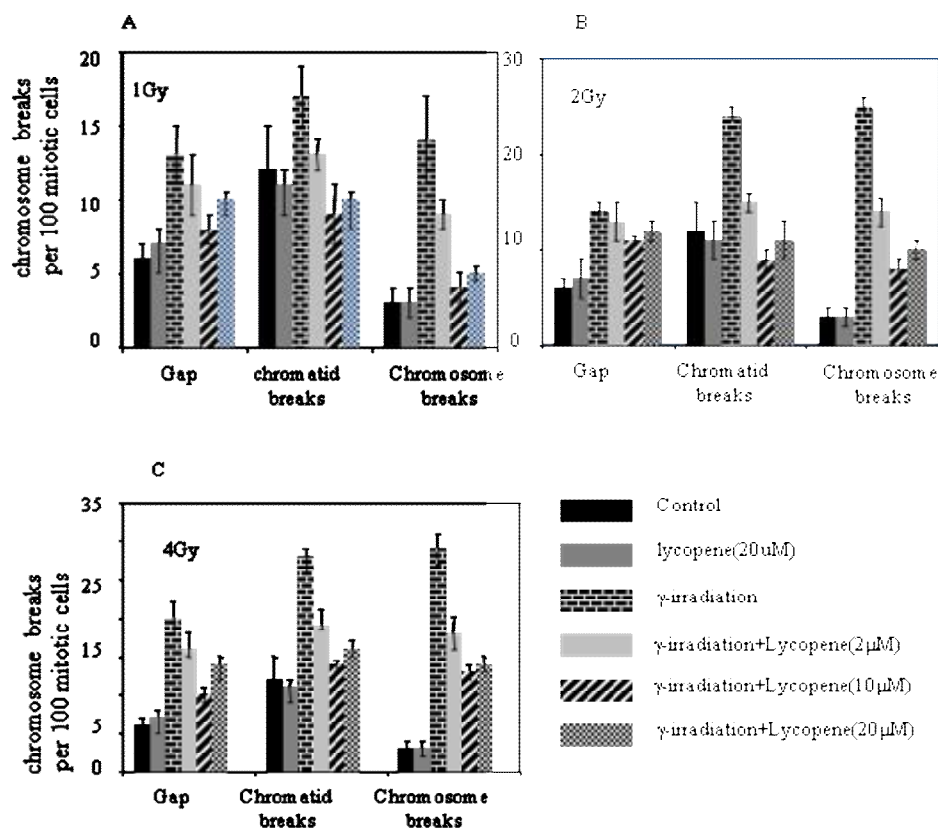 A
B
20
15
10
5
0
chromosome breaks
per 100 mitotic cells
1Gy
Gap
chromatid
breaks
Chromosome
breaks
30
20
10
0
2Gy
Gap
Chromatid
breaks
Chromosome
breaks
C
35
25
15
5
0
chromosome breaks
per 100 mitotic cells
4Gy
Gap
Chromatid
breaks
Chromosome
breaks
Control
lycopene(20uM)
γ-irradiation
γ-irradiation+Lycopene(2μM)
γ-irradiation+Lycopene(10μM)
γ-irradiation+Lycopene(20μM)